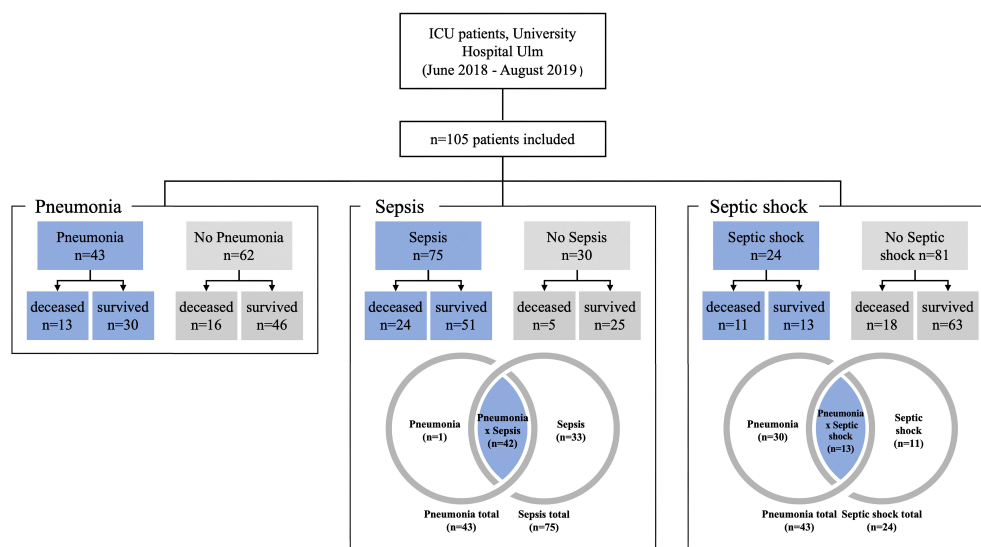 ICU patients, University
Hospital Ulm
(June 2018 - August 2019)
n=105 patients included
Pneumonia
Pneumonia
n=43
No Pneumonia
n=62
deceased
n=13
survived
n=30
deceased
n=16
survived
n=46
Sepsis
Sepsis
n=75
No Sepsis
n=30
deceased
n=24
survived
n=51
deceased
n=5
survived
n=25
Pneumonia
(n=1)
Pneumonia
x Sepsis
(n=42)
Sepsis
(n=33)
Pneumonia total
(n=43)
Sepsis total
(n=75)
Septic shock
Septic shock
n=24
No Septic
shock n=81
deceased
n=11
survived
n=13
deceased
n=18
survived
n=63
Pneumonia
(n=30)
Pneumonia
x Septic
shock
(n=13)
Septic
shock
(n=11)
Pneumonia total
(n=43)
Septic shock total
(n=24)